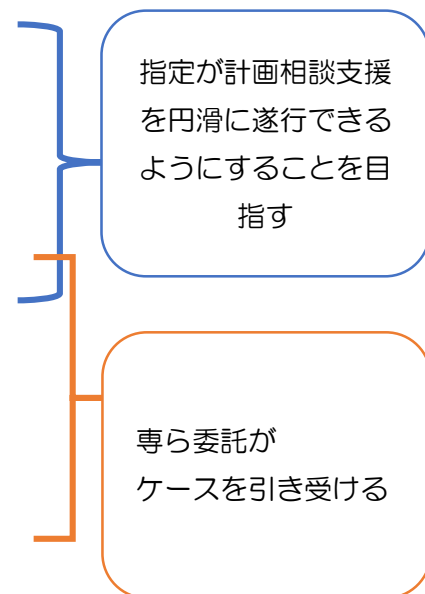 指定が計画相談支援
を円滑に遂行できる
ようにすることを目
指す
専ら委託が
ケースを引き受ける